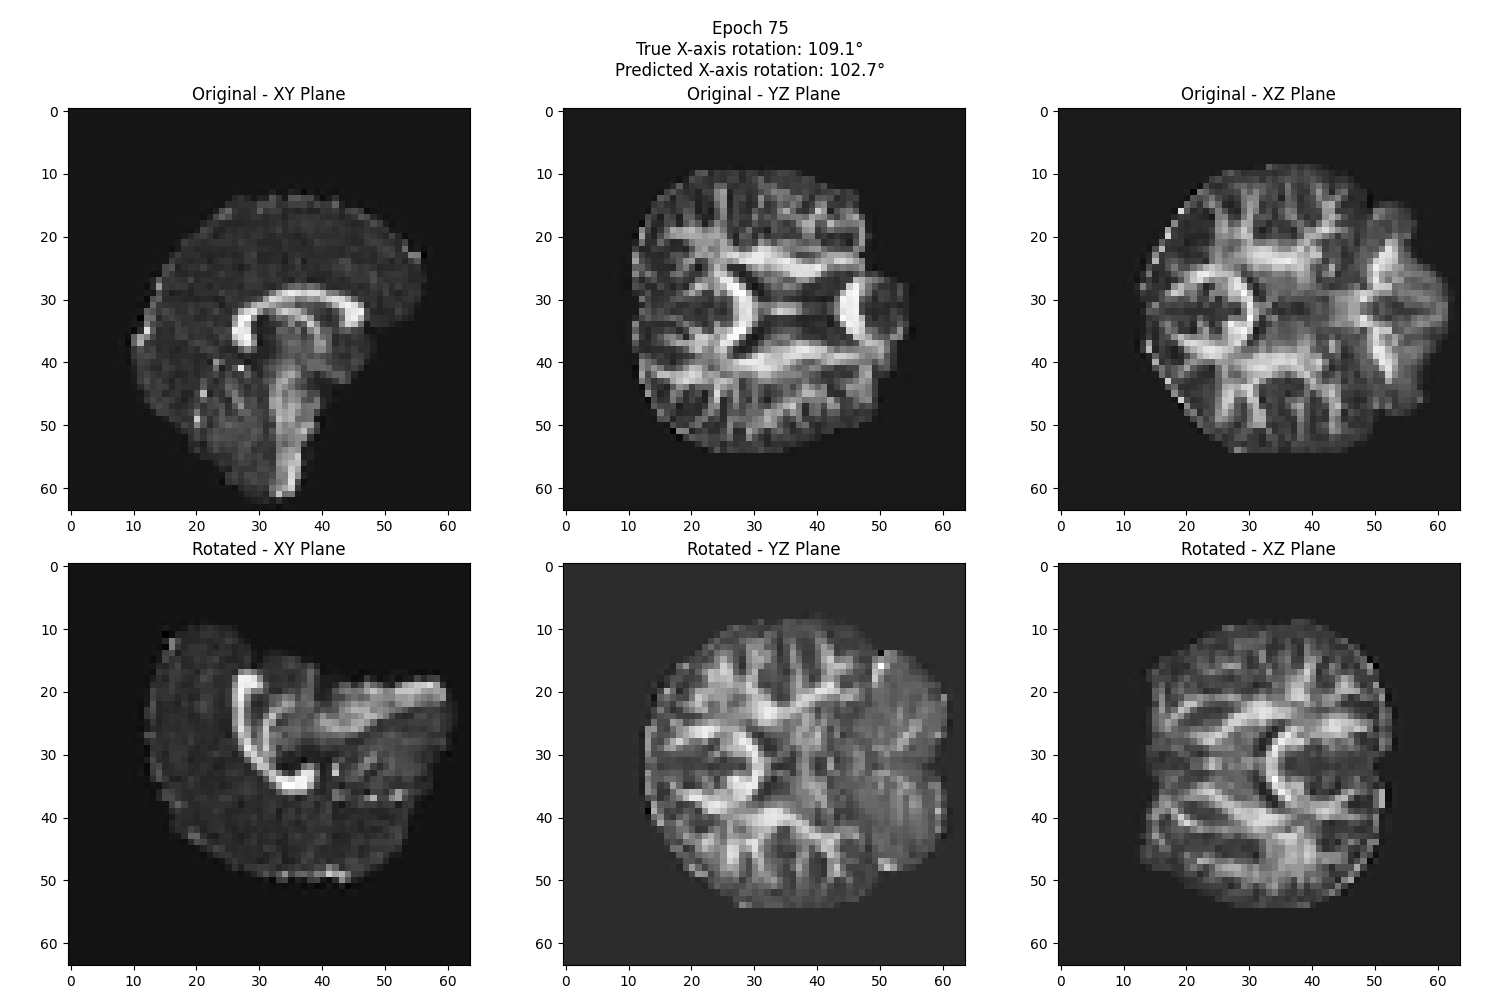 Epoch 75
True X-axis rotation: 109.1°
Predicted X-axis rotation: 102.7°
Original - XY Plane
Original - YZ Plane
Original - XZ Plane
0
10
20
30
40
50
60
0 10 20 30 40 50 60
0
10
20
30
40
50
60
0 10 20 30 40 50 60
0
10
20
30
40
50
60
0 10 20 30 40 50 60
Rotated - XY Plane
Rotated - YZ Plane
Rotated - XZ Plane
0
10
20
30
40
50
60
0 10 20 30 40 50 60
0
10
20
30
40
50
60
0 10 20 30 40 50 60
0
10
20
30
40
50
60
0 10 20 30 40 50 60